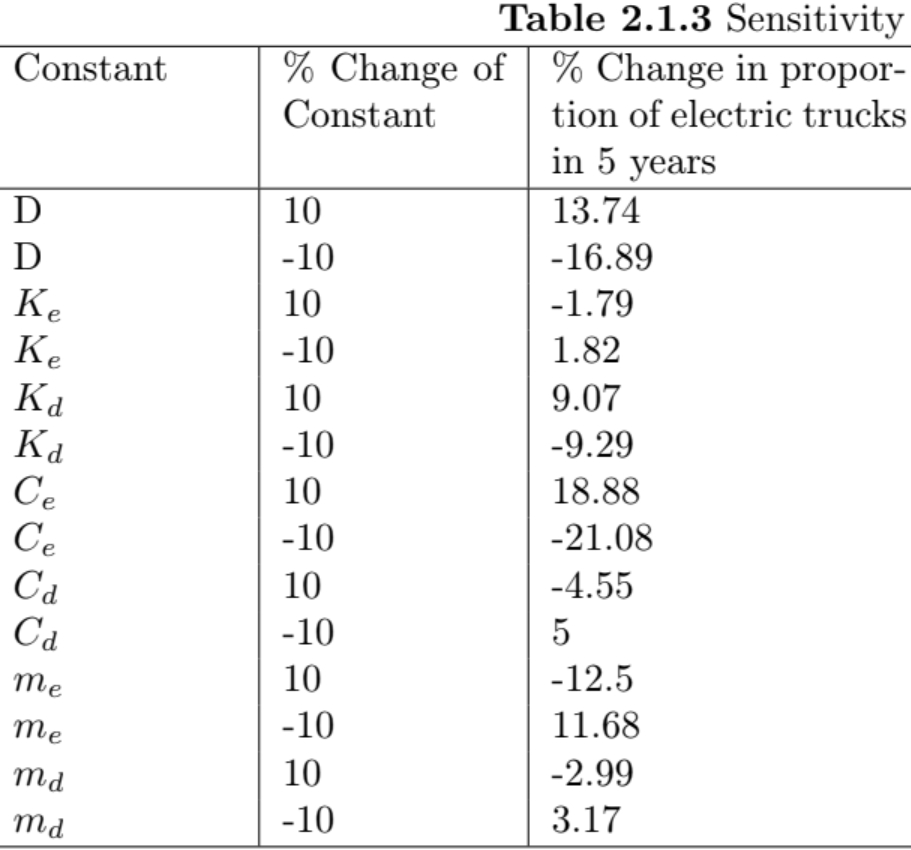 Table 2.1.3 Sensitivity
Constant % Change of % Change in propor-
Constant tion of electric trucks
in 5 years
D 10 13.74
D -10 -16.89
K_e 10 -1.79
K_e -10 1.82
K_d 10 9.07
K_d -10 -9.29
C_e 10 18.88
C_e -10 -21.08
C_d 10 -4.55
C_d -10 5
m_e 10 -12.5
m_e -10 11.68
m_d 10 -2.99
m_d -10 3.17